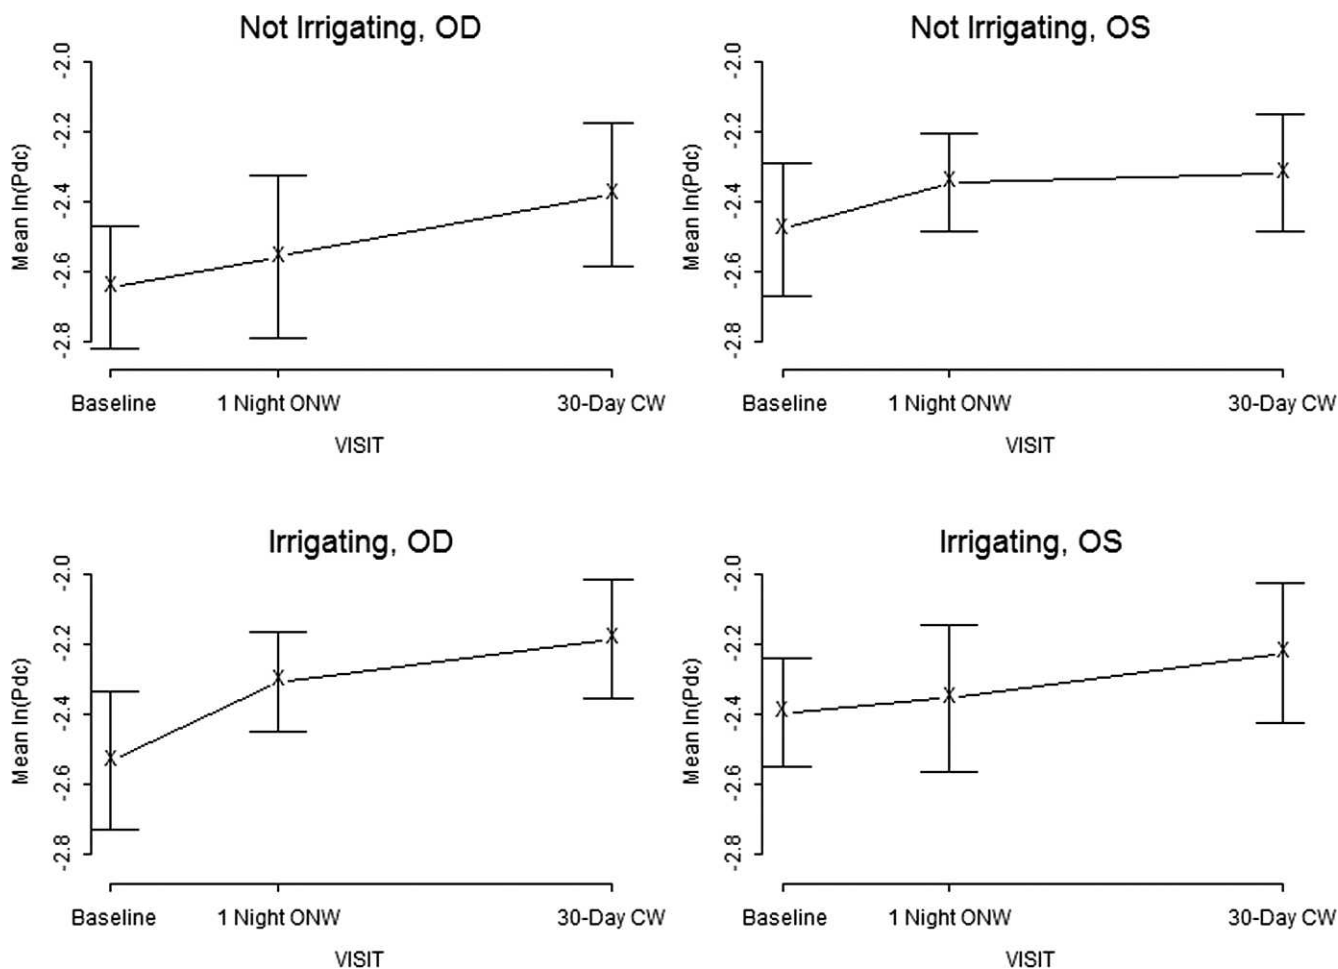 Not Irrigating, OD
Mean ln(Pdc)
-2.0
-2.2
-2.4
-2.6
-2.8
Baseline 1 Night ONW 30-Day CW
VISIT
Not Irrigating, OS
Mean ln(Pdc)
-2.0
-2.2
-2.4
-2.6
-2.8
Baseline 1 Night ONW 30-Day CW
VISIT
Irrigating, OD
Mean ln(Pdc)
-2.0
-2.2
-2.4
-2.6
-2.8
Baseline 1 Night ONW 30-Day CW
VISIT
Irrigating, OS
Mean ln(Pdc)
-2.0
-2.2
-2.4
-2.6
-2.8
Baseline 1 Night ONW 30-Day CW
VISIT